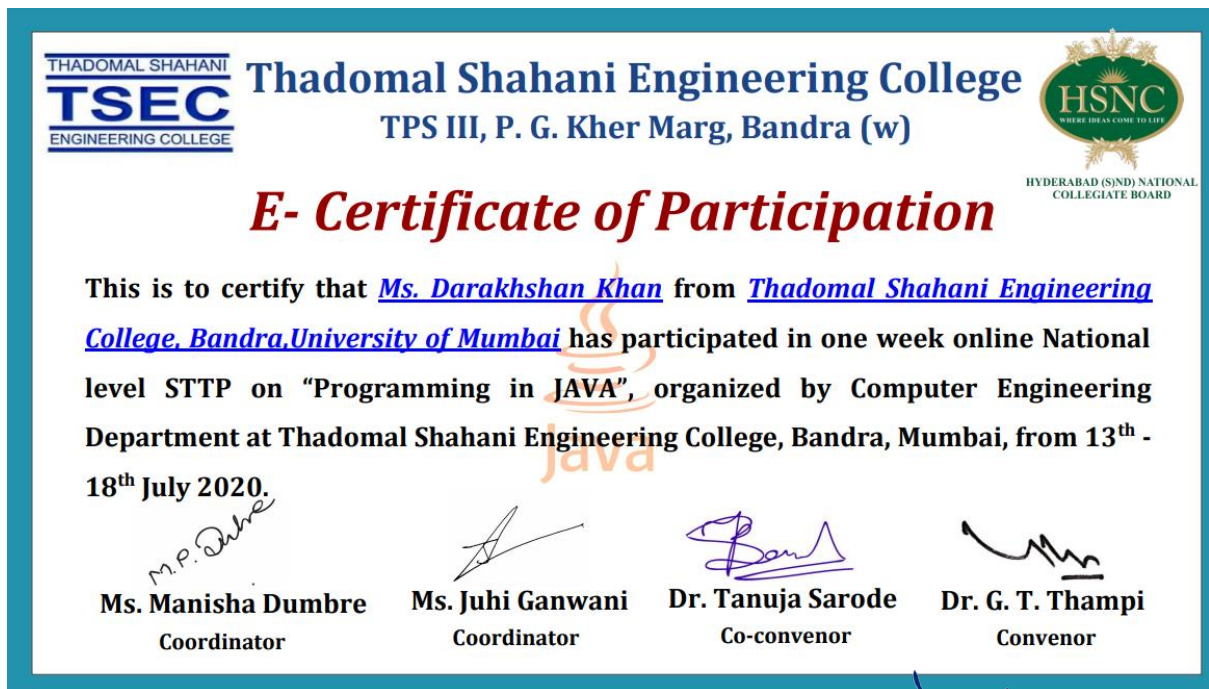 THADOMAL SHAHANI
TSEC
ENGINEERING COLLEGE
Thadomal Shahani Engineering College
TPS III, P. G. Kher Marg, Bandra (w)
HSNC
WHERE IDEAS COME TO LIFE
HYDERABAD (S)ND) NATIONAL
COLLEGIATE BOARD
E- Certificate of Participation
This is to certify that Ms. Darakhshan Khan from Thadomal Shahani Engineering
College, Bandra,University of Mumbai has participated in one week online National
level STTP on “Programming in JAVA”, organized by Computer Engineering
Department at Thadomal Shahani Engineering College, Bandra, Mumbai, from 13th -
18th July 2020.
Java
M.P. Dubre
Ms. Manisha Dumbre
Coordinator
Ms. Juhi Ganwani
Coordinator
Dr. Tanuja Sarode
Co-convenor
Dr. G. T. Thampi
Convenor